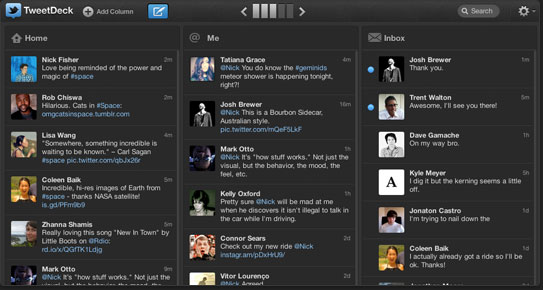 TweetDeck
Add Column
Search
Home
Nick Fisher 2m
Love being reminded of the power and
magic of #space
Rob Chiswa 2m
Hilarious. Cats in #Space:
omgcatsinspace.tumblr.com
Lisa Wang 4m
"Somewhere, something incredible is
waiting to be known." – Carl Sagan
#space pic.twitter.com/qbJx26r
Coleen Baik 5m
Incredible, hi-res images of Earth from
#space - thanks NASA satellite!
is.gd/PFm9b9
Zhanna Shamis 5m
Really loving this song "New In Town" by
Little Boots on @Rdio:
rd.io/x/QGfTK1Ldjg
Mark Otto 9m
@Nick It's "how stuff works." Not just the
visual, but the behavior, the mood, the
Me
Tatiana Grace 4m
@Nick You do know the #geminids
meteor shower is happening tonight,
right?!
Josh Brewer 16m
@Nick This is a Bourbon Sidecar,
Australian style.
pic.twitter.com/mQeF5LkF
Mark Otto 1h
@Nick It's "how stuff works." Not just the
visual, but the behavior, the mood, the
feel, etc.
Kelly Oxford 1h
Pretty sure @Nick will be mad at me
when he discovers it isn't illegal to talk in
the car while I'm driving.
Connor Sears 2d
Check out my new ride @Nick
instagr.am/pDxHrU9/
Vitor Lourenço 2d
@Nick Agreed
Inbox
Josh Brewer 1m
Thank you.
Trent Walton 5m
Awesome, I'll see you there!
Dave Gamache 1h
On my bro.
A
Kyle Meyer 5h
I dig it but the kerning seems a little
off.
Jonaton Castro 1d
I'm trying to nail down the
Coleen Baik 1d
I actually already got a ride so I'll be
ok. Thanks!